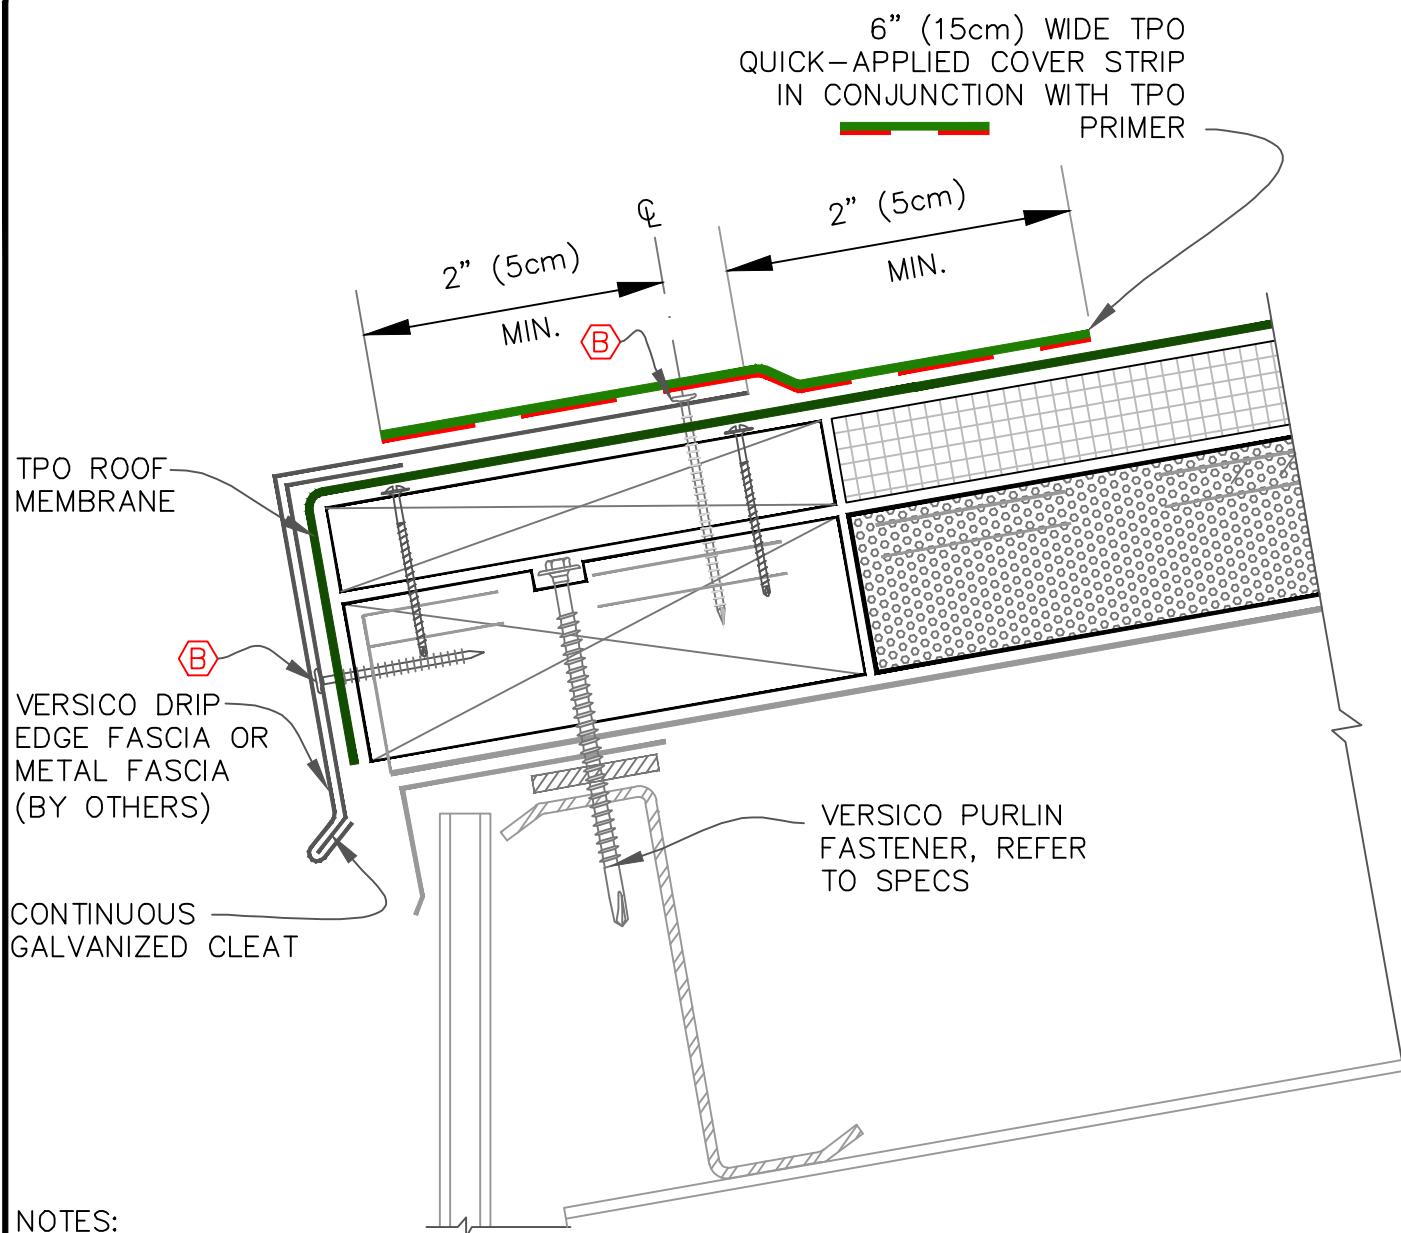 6” (15cm) WIDE TPO
QUICK–APPLIED COVER STRIP
IN CONJUNCTION WITH TPO
PRIMER
℄
2” (5cm)
MIN.
2” (5cm)
MIN.
B
TPO ROOF
MEMBRANE
B
VERSICO DRIP
EDGE FASCIA OR
METAL FASCIA
(BY OTHERS)
VERSICO PURLIN
FASTENER, REFER
TO SPECS
CONTINUOUS
GALVANIZED CLEAT
NOTES: